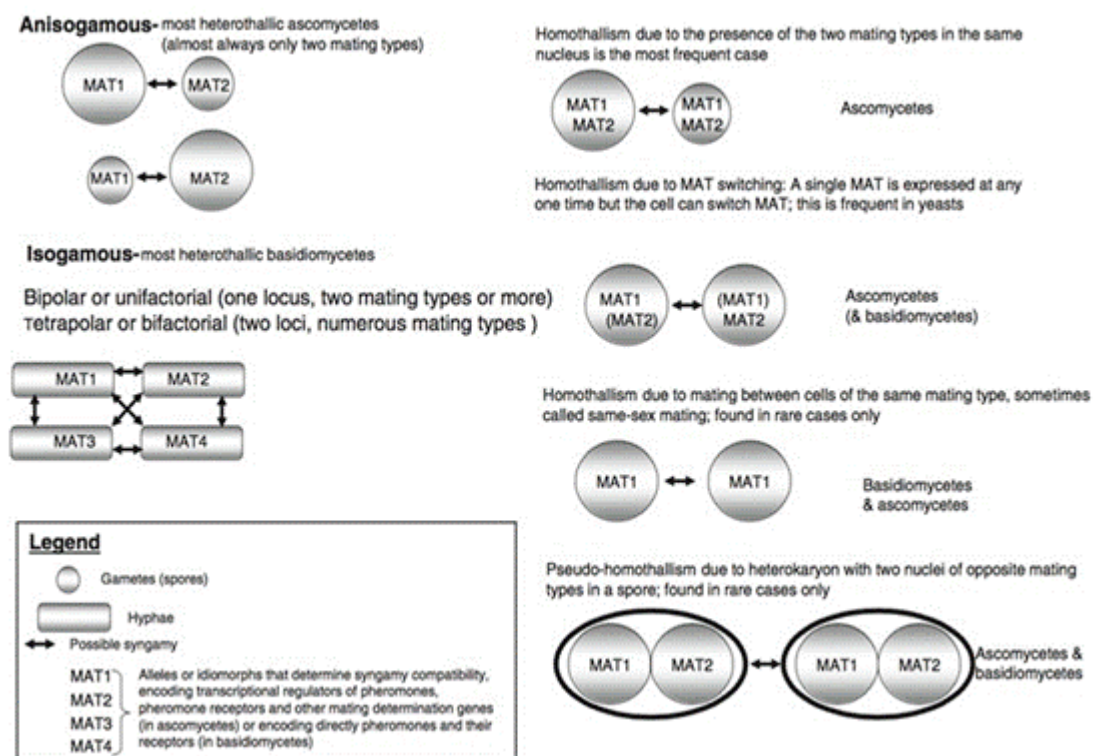 Anisogamous- most heterothallic ascomycetes
(almost always only two mating types)
MAT1 MAT2
MAT1 MAT2
Isogamous- most heterothallic basidiomycetes
Bipolar or unifactorial (one locus, two mating types or more)
Tetrapolar or bifactorial (two loci, numerous mating types )
MAT1 MAT2
MAT3 MAT4
Legend
Gametes (spores)
Hyphae
Possible syngamy
MAT1
MAT2
MAT3
MAT4
Alleles or idiomorphs that determine syngamy compatibility,
encoding transcriptional regulators of pheromones,
pheromone receptors and other mating determination genes
(in ascomycetes) or encoding directly pheromones and their
receptors (in basidiomycetes)
Homothallism due to the presence of the two mating types in the same
nucleus is the most frequent case
MAT1 MAT1
MAT2 MAT2
Ascomycetes
Homothallism due to MAT switching: A single MAT is expressed at any
one time but the cell can switch MAT; this is frequent in yeasts
MAT1 (MAT1)
(MAT2) MAT2
Ascomycetes
(& basidiomycetes)
Homothallism due to mating between cells of the same mating type, sometimes
called same-sex mating; found in rare cases only
MAT1 MAT1
Basidiomycetes
& ascomycetes
Pseudo-homothallism due to heterokaryon with two nuclei of opposite mating
types in a spore; found in rare cases only
MAT1 MAT2 MAT1 MAT2
Ascomycetes &
basidiomycetes